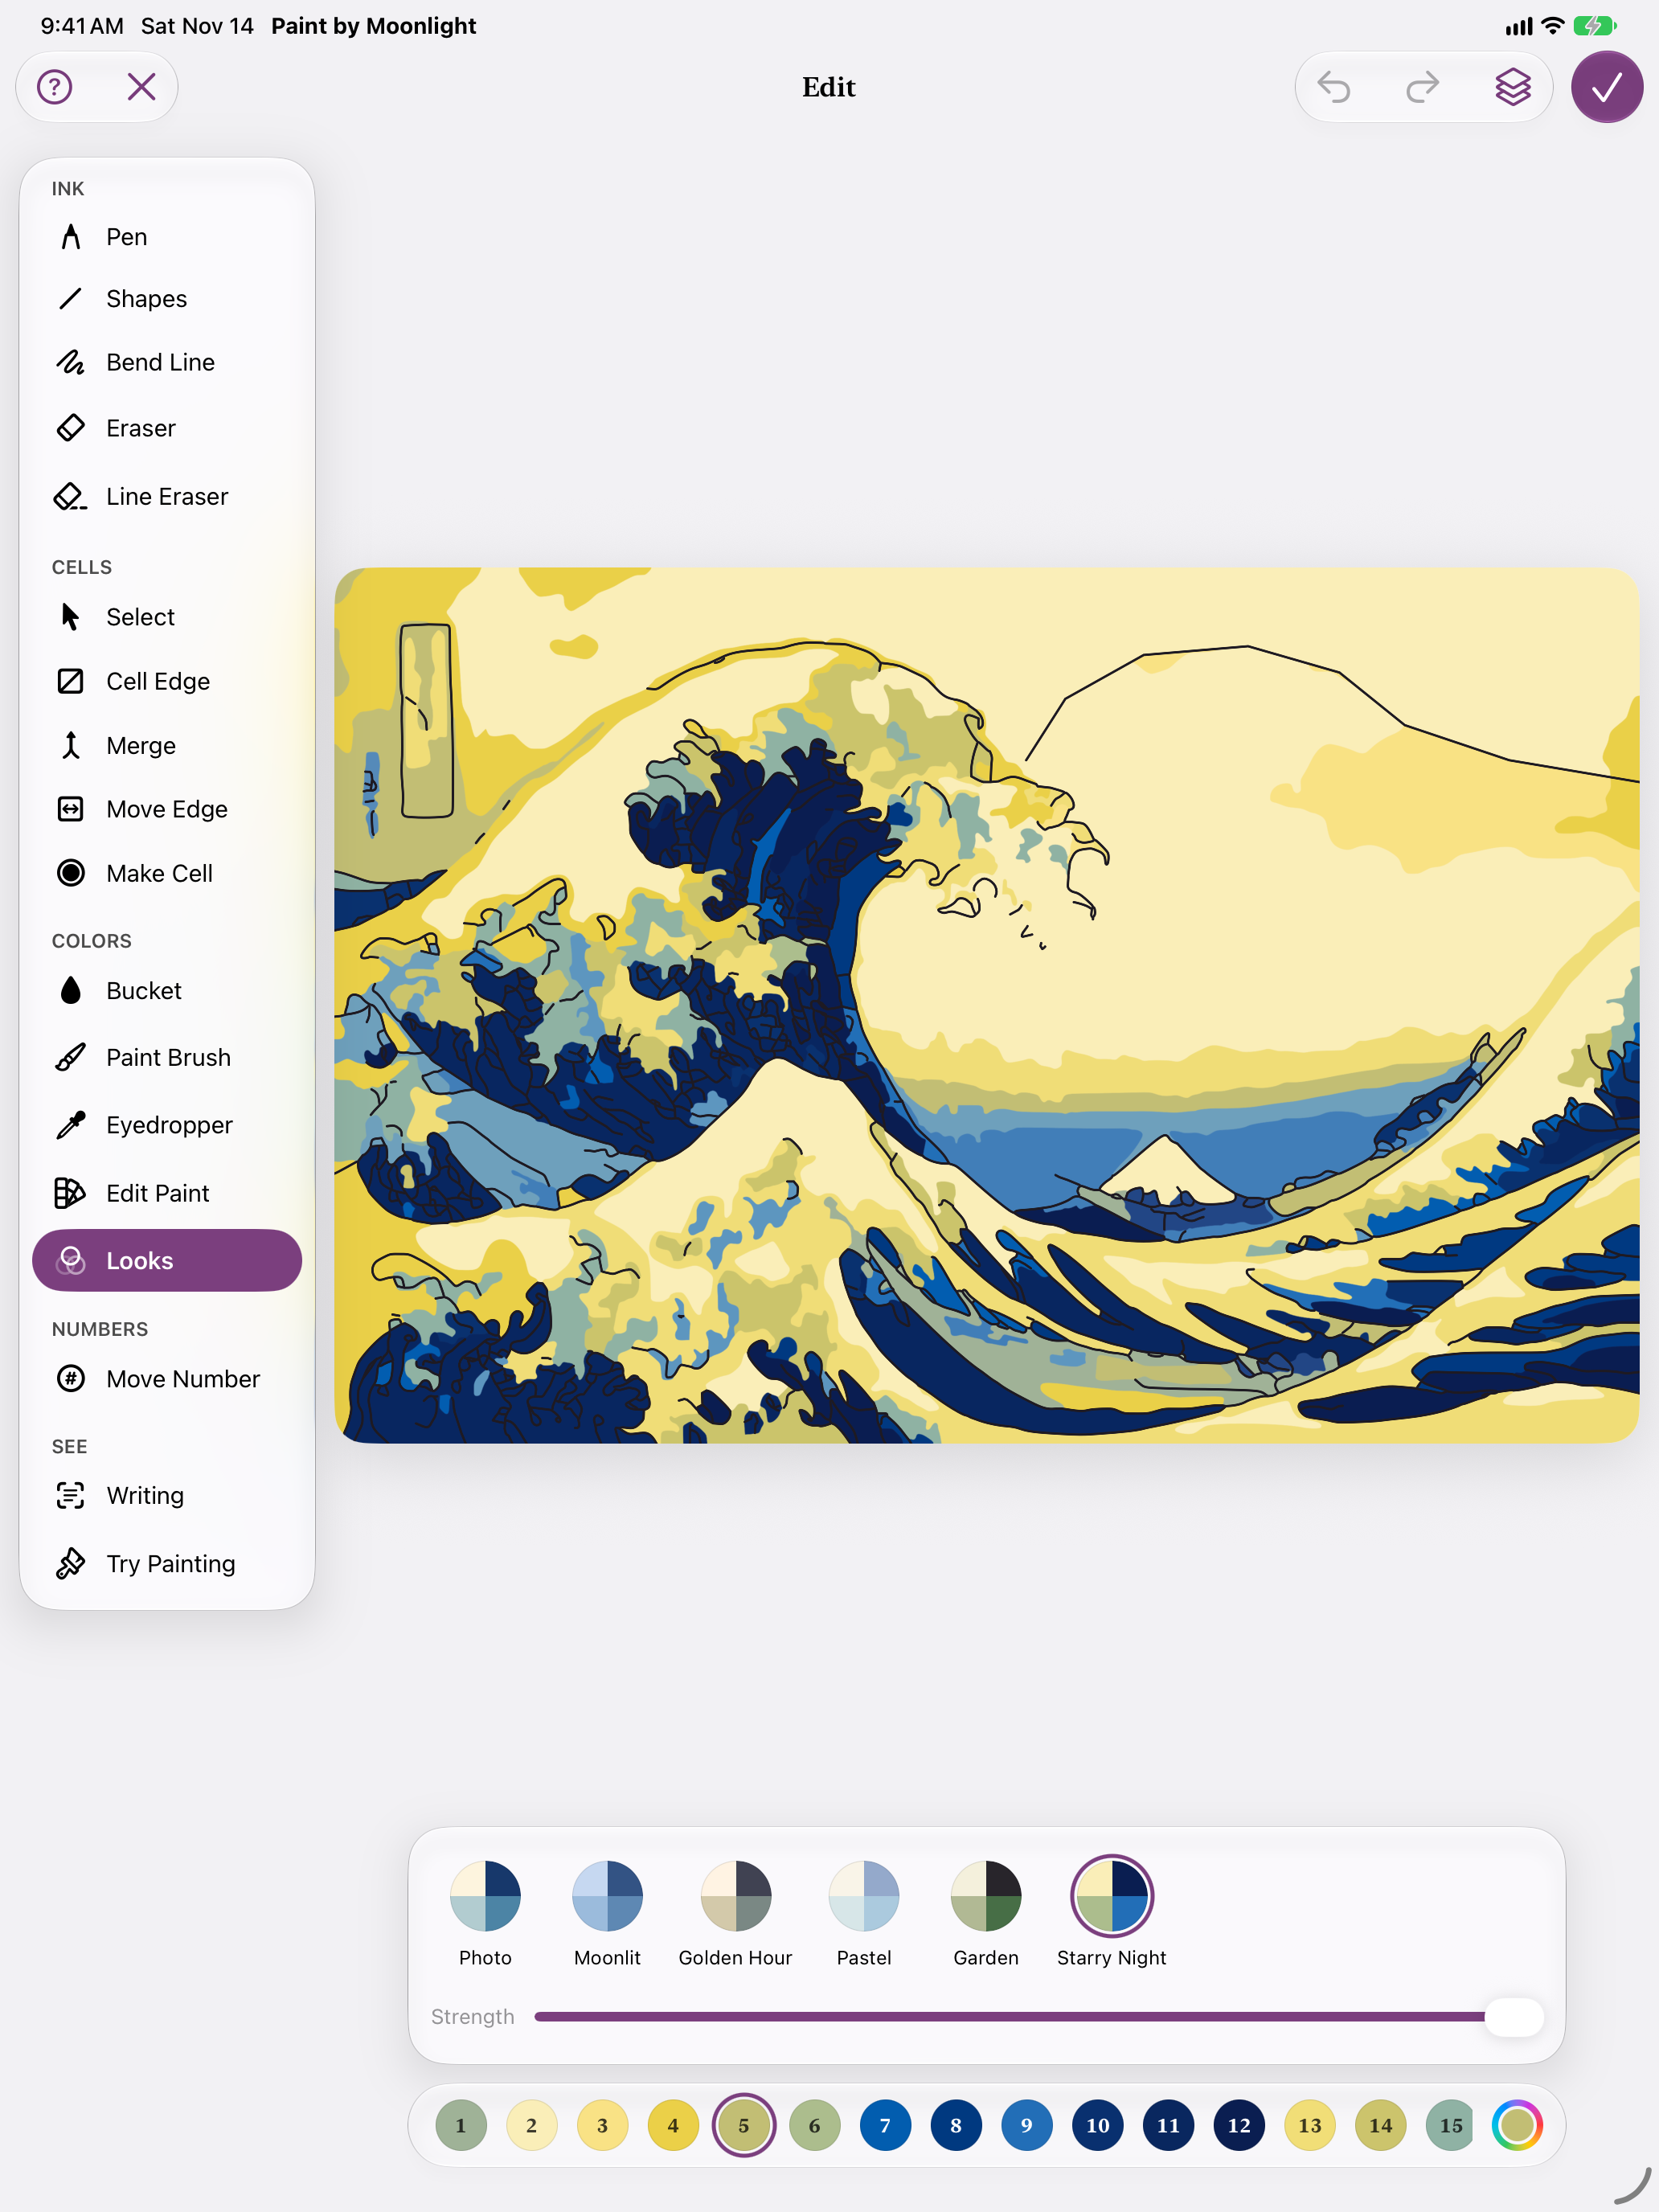 9:41 AM Sat Nov 14 Paint by Moonlight
Edit
INK
Pen
Shapes
Bend Line
Eraser
Line Eraser
CELLS
Select
Cell Edge
Merge
Move Edge
Make Cell
COLORS
Bucket
Paint Brush
Eyedropper
Edit Paint
Looks
NUMBERS
Move Number
SEE
Writing
Try Painting
Photo Moonlit Golden Hour Pastel Garden Starry Night
Strength
1 2 3 4 5 6 7 8 9 10 11 12 13 14 15